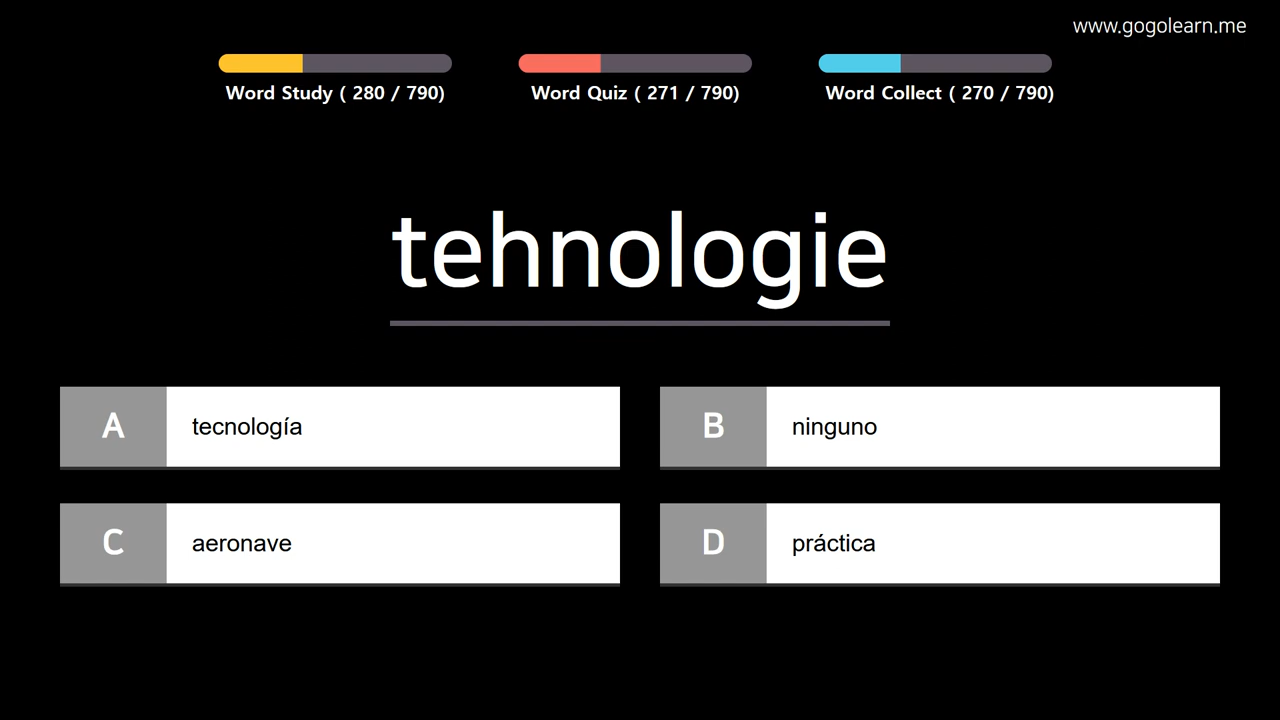 www.gogolearn.me
Word Study ( 280 / 790)
Word Quiz ( 271 / 790)
Word Collect ( 270 / 790)
tehnologie
A tecnología
B ninguno
C aeronave
D práctica